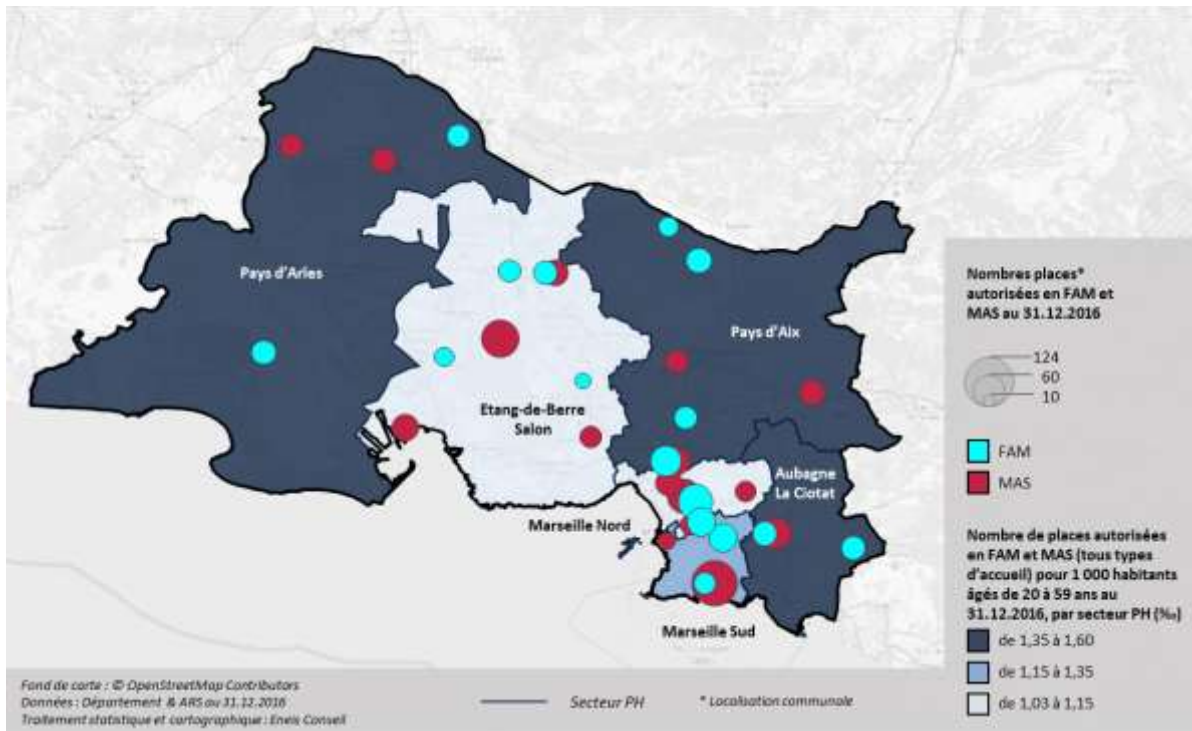 Pays d'Arles
Pays d'Aix
Etang-de-Berre
Salon
Aubagne
La Ciotat
Marseille Nord
Marseille Sud
Nombres places*
autorisées en FAM et
MAS au 31.12.2016
124
60
10
FAM
MAS
Nombre de places autorisées
en FAM et MAS (tous types
d'accueil) pour 1 000 habitants
âgés de 20 à 59 ans au
31.12.2016, par secteur PH (‰)
de 1,35 à 1,60
de 1,15 à 1,35
de 1,03 à 1,15
Fond de carte : © OpenStreetMap Contributors
Données : Département & ARS au 31.12.2016
Traitement statistique et cartographique : Eneis Conseil
Secteur PH
* Localisation communale